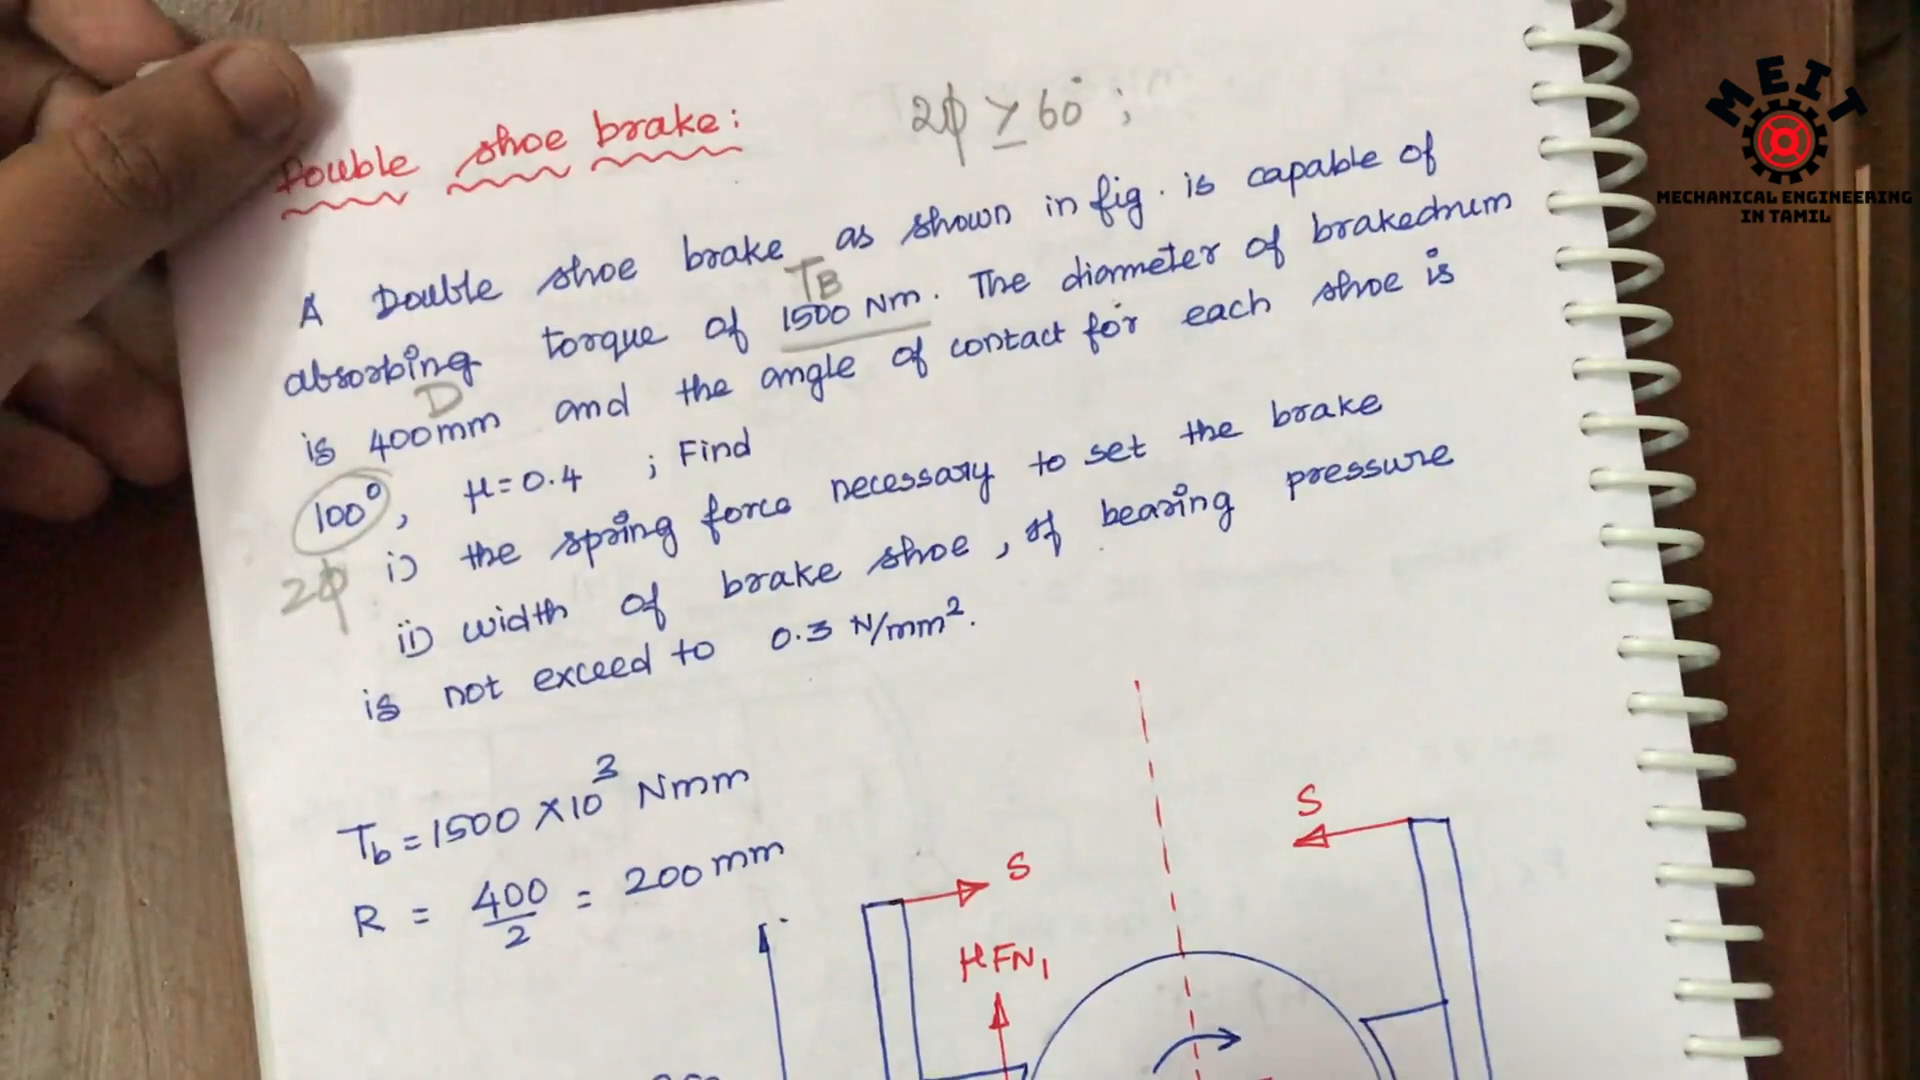 Double shoe brake:
2ϕ ≥ 60° ;
A Double shoe brake as shown in fig. is capable of
TB
absorbing torque of 1500 Nm. The diameter of brakedrum
D
is 400mm and the angle of contact for each shoe is
100°, μ=0.4 ; Find
2ϕ
i) the spring force necessary to set the brake
ii) width of brake shoe, if bearing pressure
is not exceed to 0.3 N/mm².
Tb = 1500 × 10³ Nmm
R = 400/2 = 200 mm
S
S
μFN₁
MEIT
MECHANICAL ENGINEERING
IN TAMIL